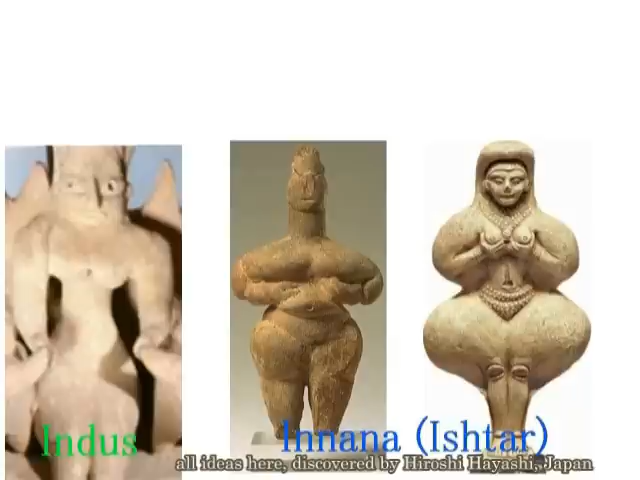 Indus
Innana (Ishtar)
all ideas here, discovered by Hiroshi Hayashi, Japan